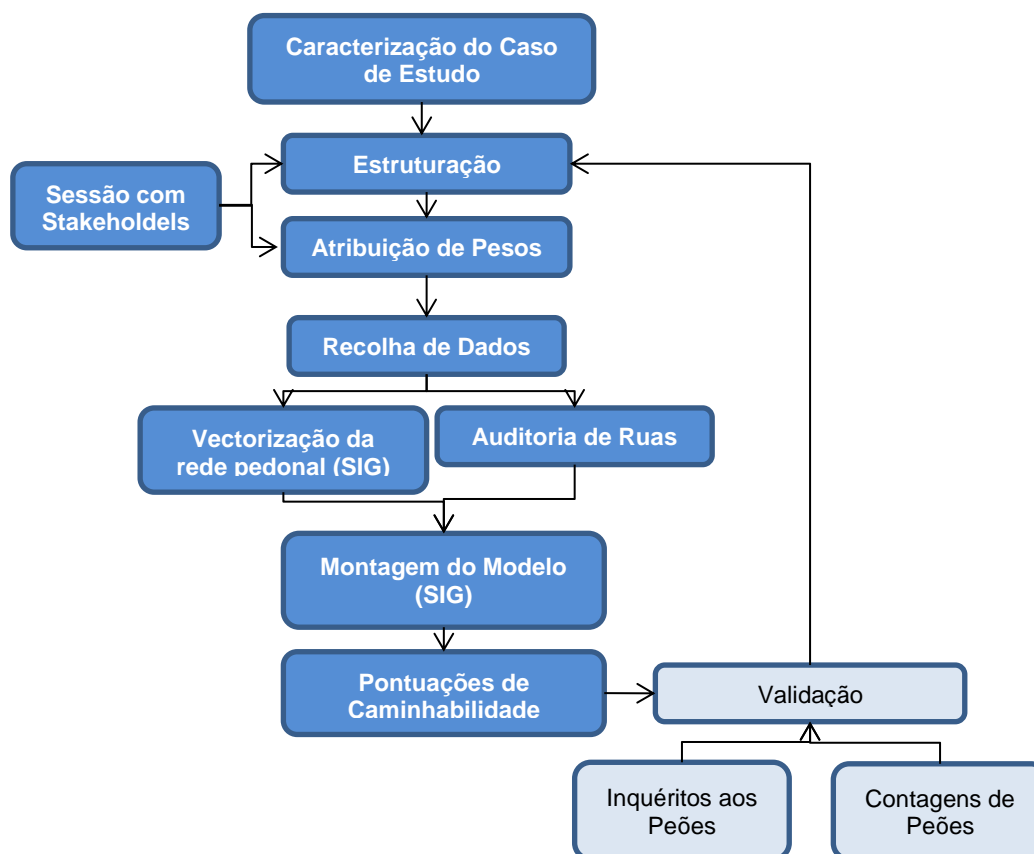 Caracterização do Caso
de Estudo
Estruturação
Sessão com
Stakeholdels
Atribuição de Pesos
Recolha de Dados
Vectorização da
rede pedonal (SIG)
Auditoria de Ruas
Montagem do Modelo
(SIG)
Pontuações de
Caminhabilidade
Validação
Inquéritos aos
Peões
Contagens de
Peões